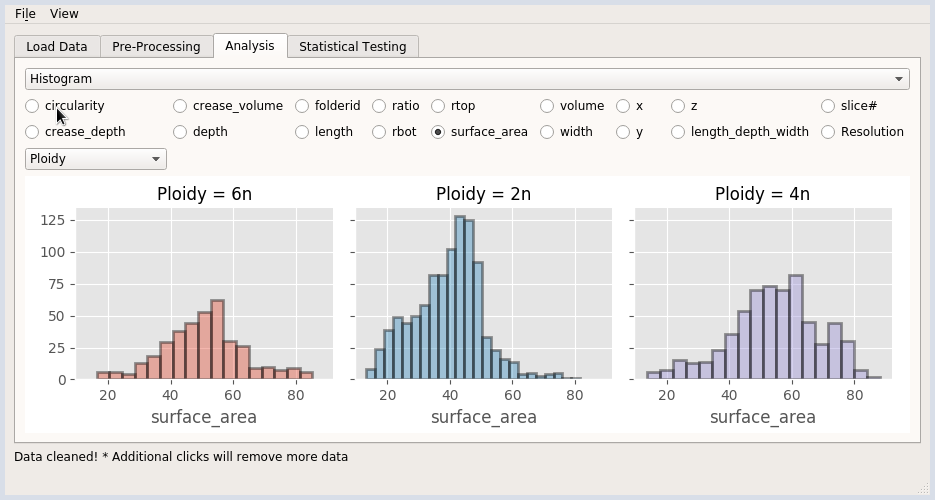 File View
Load Data Pre-Processing Analysis Statistical Testing
Histogram
circularity crease_volume folderid ratio rtop volume x z slice#
crease_depth depth length rbot surface_area width y length_depth_width Resolution
Ploidy
Ploidy = 6n Ploidy = 2n Ploidy = 4n
125
100
75
50
25
0
20 40 60 80 20 40 60 80 20 40 60 80
surface_area surface_area surface_area
Data cleaned! * Additional clicks will remove more data